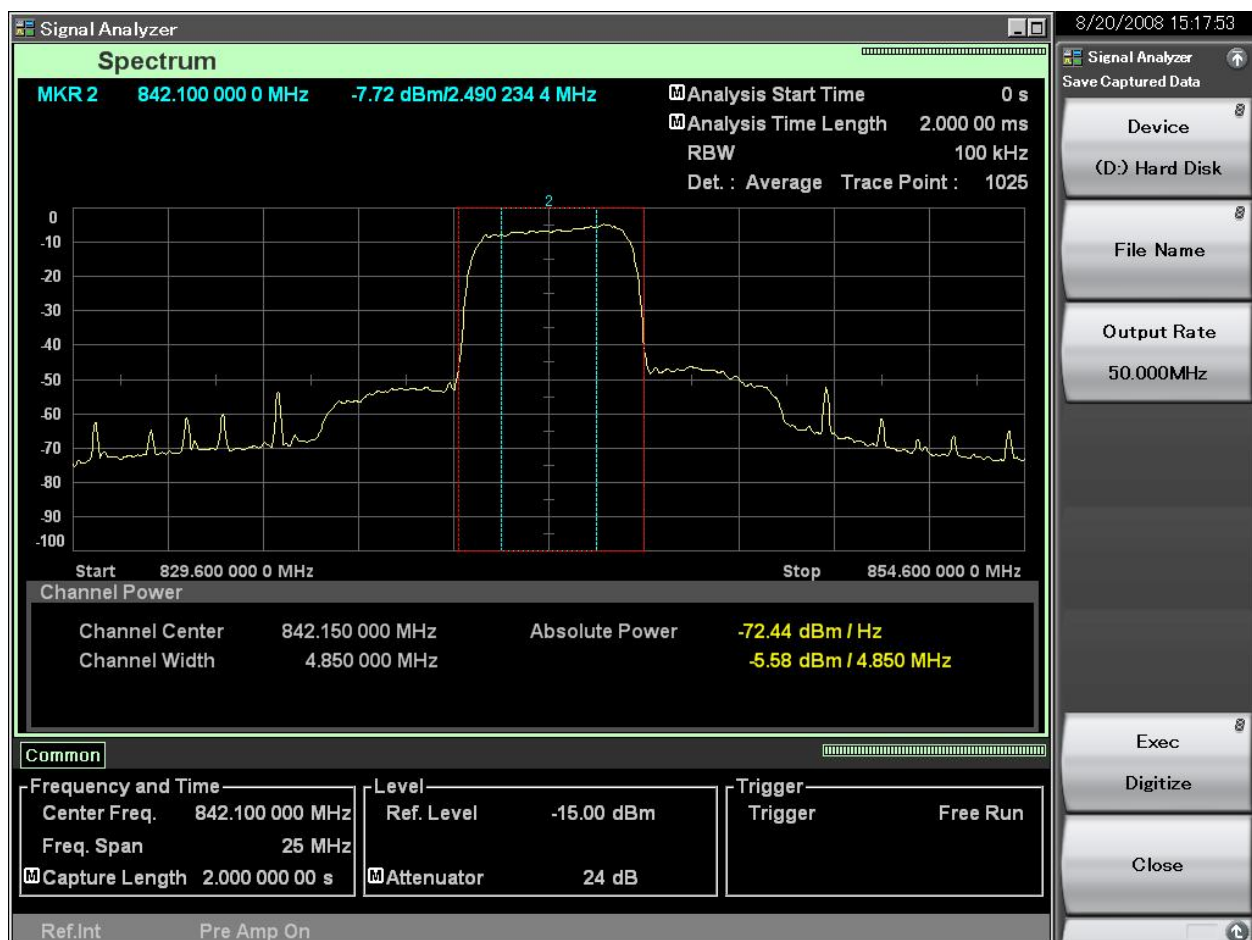 Signal Analyzer
Spectrum
MKR 2 842.100 000 0 MHz -7.72 dBm/2.490 234 4 MHz
M Analysis Start Time 0 s
M Analysis Time Length 2.000 00 ms
RBW 100 kHz
Det. : Average Trace Point : 1025
2
0
-10
-20
-30
-40
-50
-60
-70
-80
-90
-100
Start 829.600 000 0 MHz Stop 854.600 000 0 MHz
Channel Power
Channel Center 842.150 000 MHz Absolute Power -72.44 dBm / Hz
Channel Width 4.850 000 MHz -5.58 dBm / 4.850 MHz
Common
Frequency and Time
Center Freq. 842.100 000 MHz
Freq. Span 25 MHz
M Capture Length 2.000 000 00 s
Level
Ref. Level -15.00 dBm
M Attenuator 24 dB
Trigger
Trigger Free Run
Ref.Int Pre Amp On
8/20/2008 15:17:53
Signal Analyzer
Save Captured Data
Device
(D:) Hard Disk
File Name
Output Rate
50.000MHz
Exec
Digitize
Close